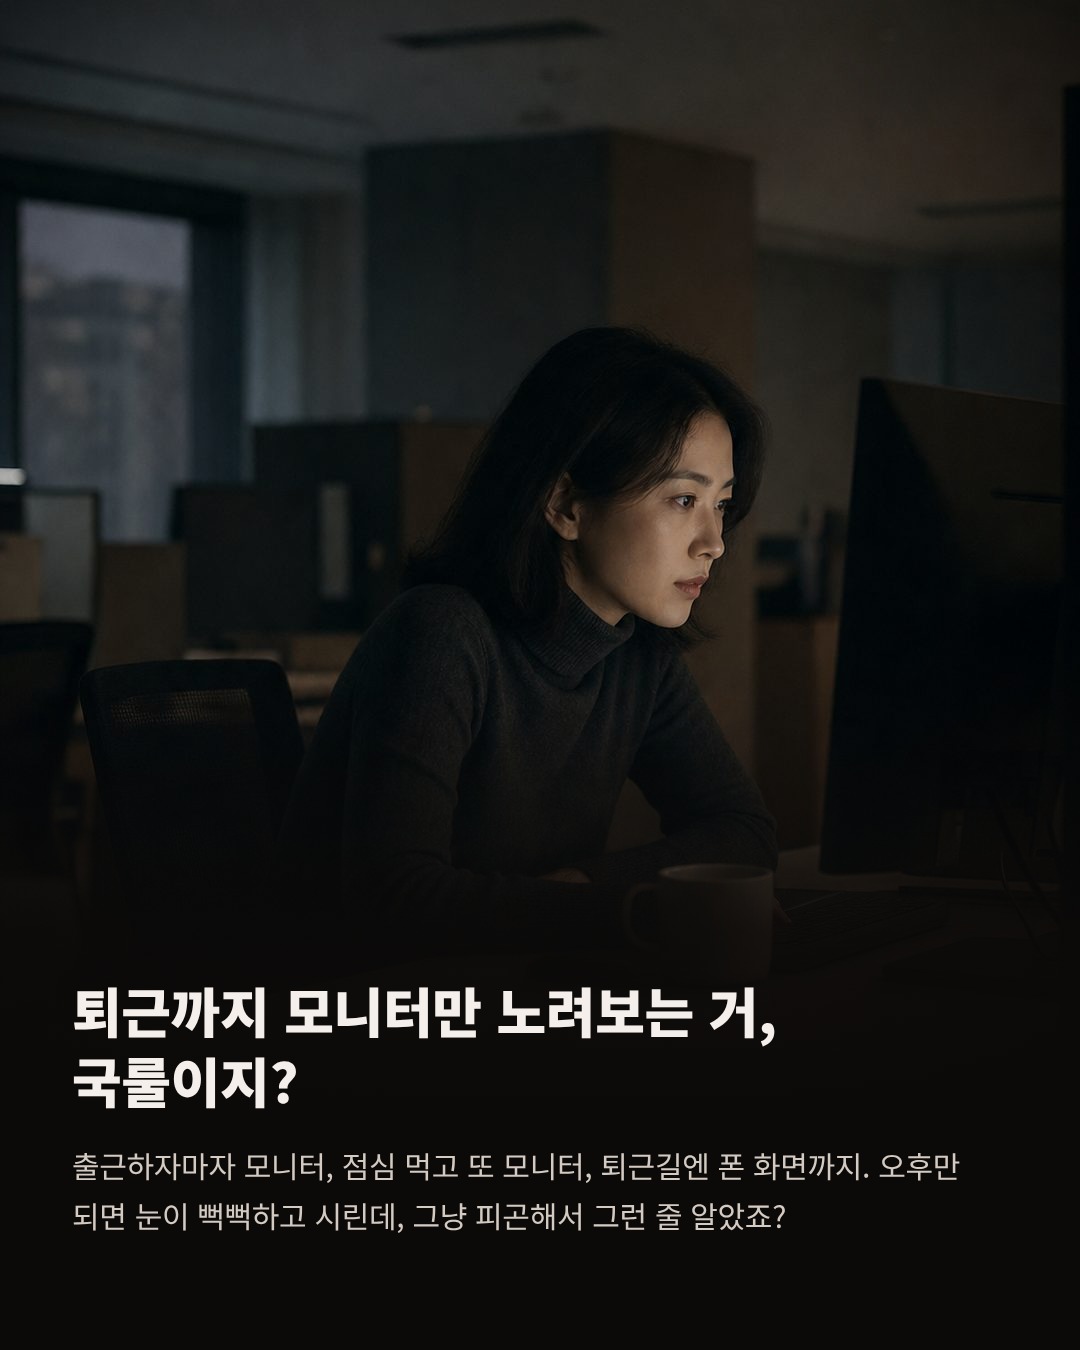 퇴근까지 모니터만 노려보는 거,
국룰이지?
출근하자마자 모니터, 점심 먹고 또 모니터, 퇴근길엔 폰 화면까지. 오후만
되면 눈이 뻑뻑하고 시린데, 그냥 피곤해서 그런 줄 알았죠?